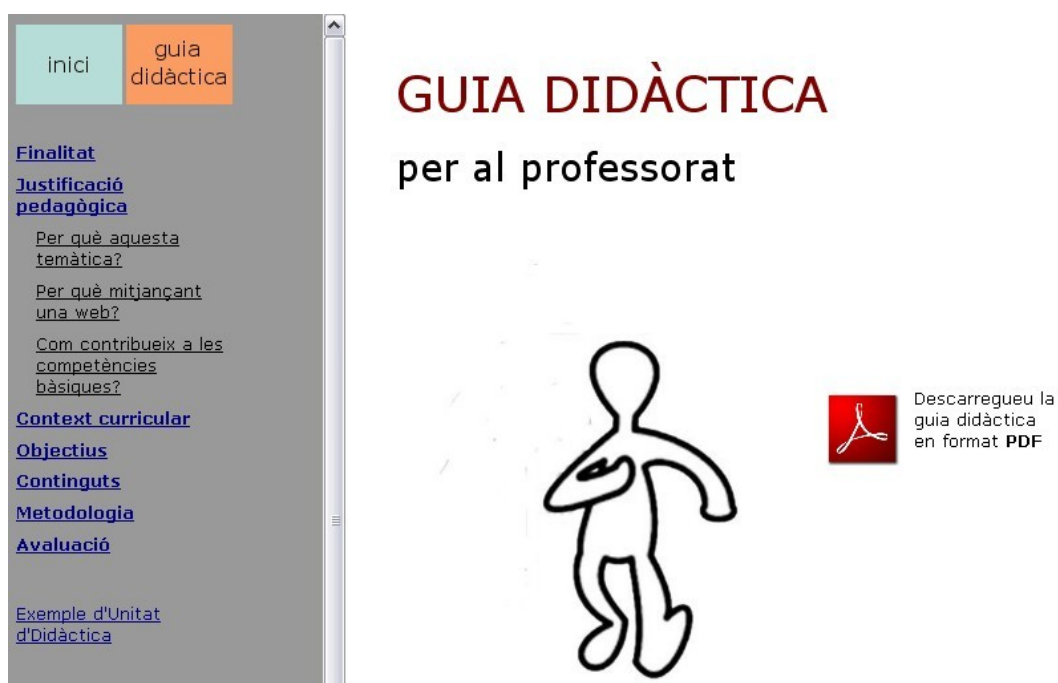 inici
guia
didàctica
Finalitat
Justificació
pedagògica
Per què aquesta
temàtica?
Per què mitjançant
una web?
Com contribueix a les
competències
bàsiques?
Context curricular
Objectius
Continguts
Metodologia
Avaluació
Exemple d'Unitat
d'Didàctica
GUIA DIDÀCTICA
per al professorat
Descarregueu la
guia didàctica
en format PDF